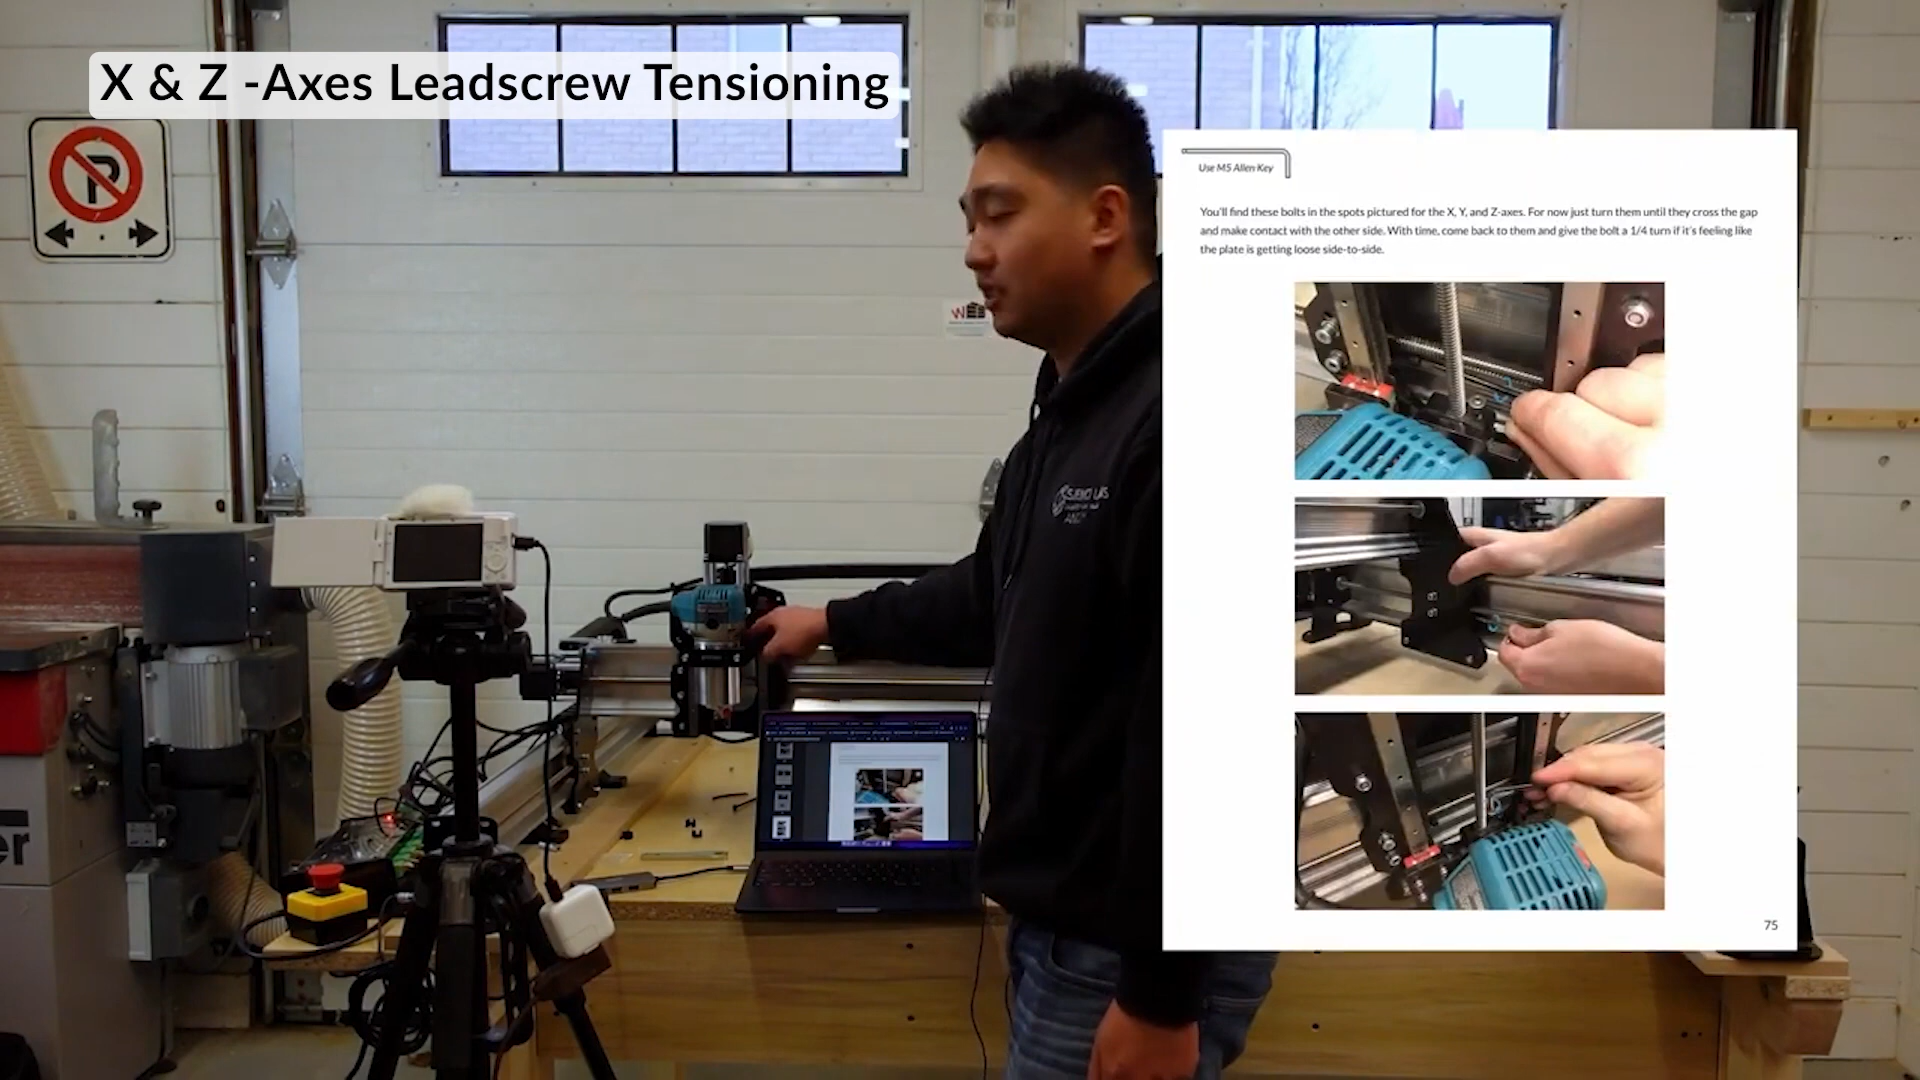 X & Z -Axes Leadscrew Tensioning
Use M5 Allen Key
You'll find these bolts in the spots pictured for the X, Y, and Z-axes. For now just turn them until they cross the gap
and make contact with the other side. With time, come back to them and give the bolt a 1/4 turn if it's feeling like
the plate is getting loose side-to-side.
P
er
75